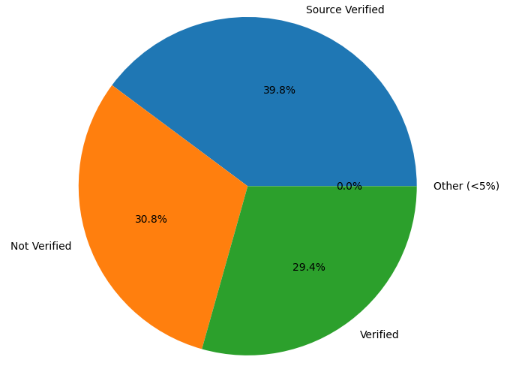 Source Verified
39.8%
0.0%
Other (<5%)
30.8%
Not Verified
29.4%
Verified